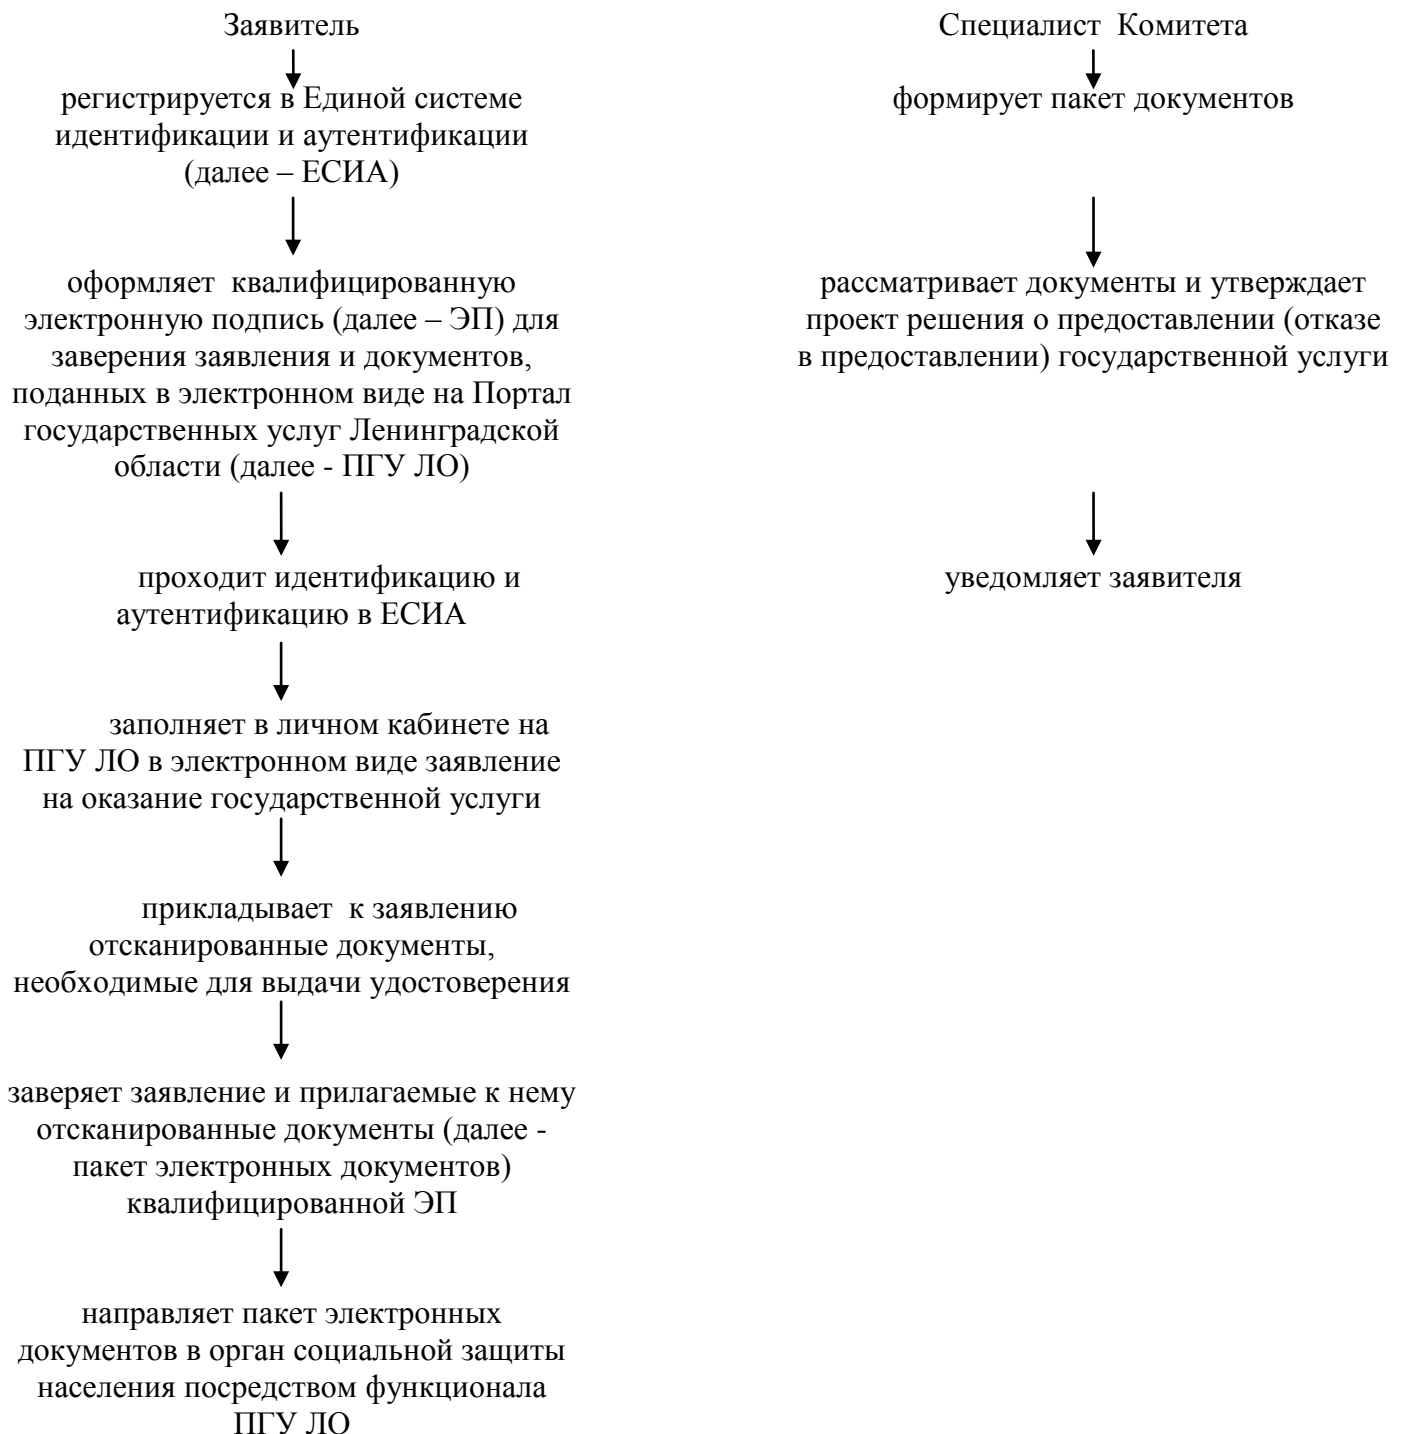 Заявитель
регистрируется в Единой системе
идентификации и аутентификации
(далее – ЕСИА)
оформляет квалифицированную
электронную подпись (далее – ЭП) для
заверения заявления и документов,
поданных в электронном виде на Портал
государственных услуг Ленинградской
области (далее - ПГУ ЛО)
проходит идентификацию и
аутентификацию в ЕСИА
заполняет в личном кабинете на
ПГУ ЛО в электронном виде заявление
на оказание государственной услуги
прикладывает к заявлению
отсканированные документы,
необходимые для выдачи удостоверения
заверяет заявление и прилагаемые к нему
отсканированные документы (далее -
пакет электронных документов)
квалифицированной ЭП
направляет пакет электронных
документов в орган социальной защиты
населения посредством функционала
ПГУ ЛО
Специалист Комитета
формирует пакет документов
рассматривает документы и утверждает
проект решения о предоставлении (отказе
в предоставлении) государственной услуги
уведомляет заявителя